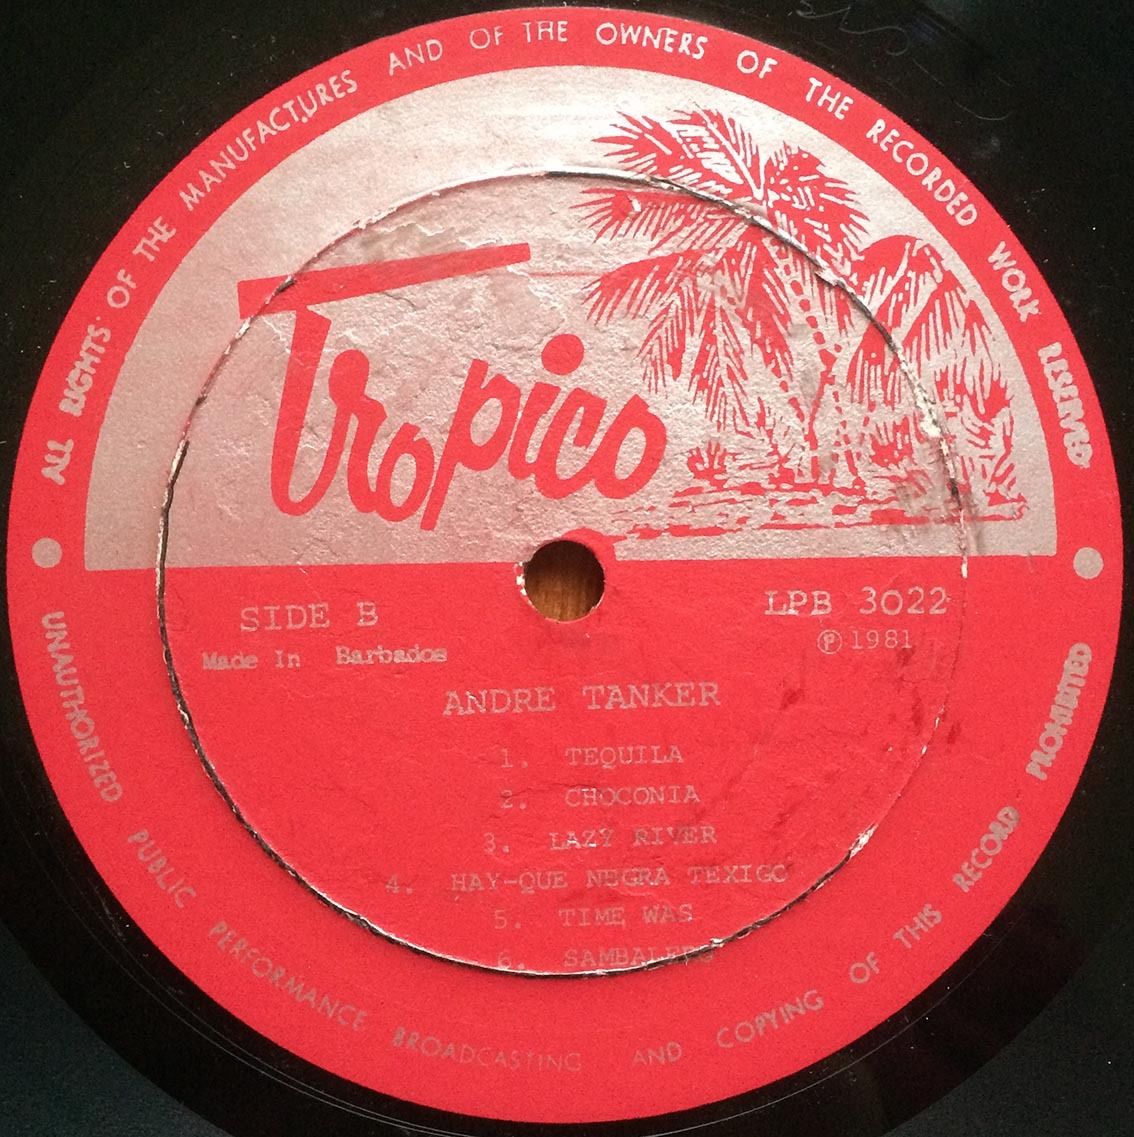 ALL RIGHTS OF THE MANUFACTURES AND OF THE OWNERS OF THE RECORDED WORK RESERVED
Tropico
SIDE B
LPB 3022
Made In Barbados
℗ 1981
ANDRE TANKER
1. TEQUILA
2. CHOCONIA
3. LAZY RIVER
4. HAY-QUE NEGRA TEXIGO
5. TIME WAS
6. SAMBALERO
UNAUTHORIZED PUBLIC PERFORMANCE BROADCASTING AND COPYING OF THIS RECORD PROHIBITED